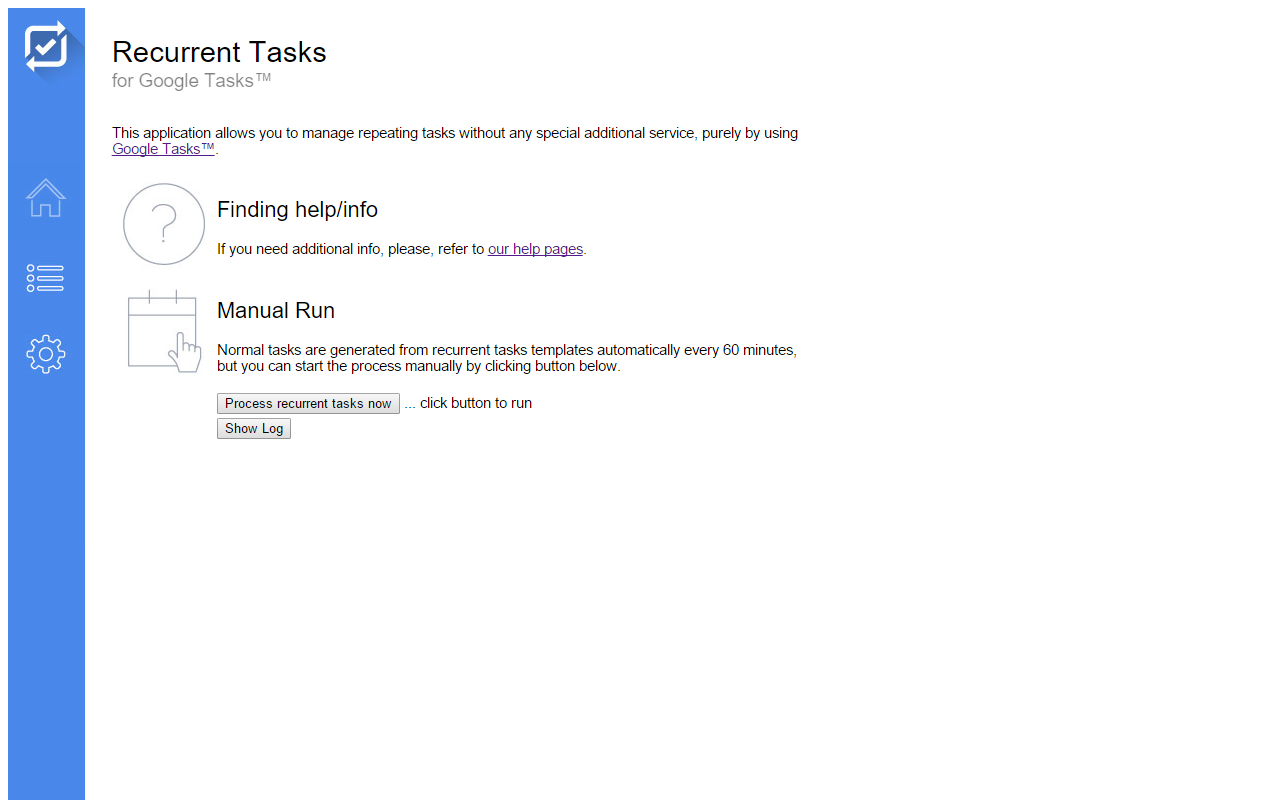 Recurrent Tasks
for Google Tasks™
This application allows you to manage repeating tasks without any special additional service, purely by using
Google Tasks™.
Finding help/info
If you need additional info, please, refer to our help pages.
Manual Run
Normal tasks are generated from recurrent tasks templates automatically every 60 minutes,
but you can start the process manually by clicking button below.
Process recurrent tasks now ... click button to run
Show Log